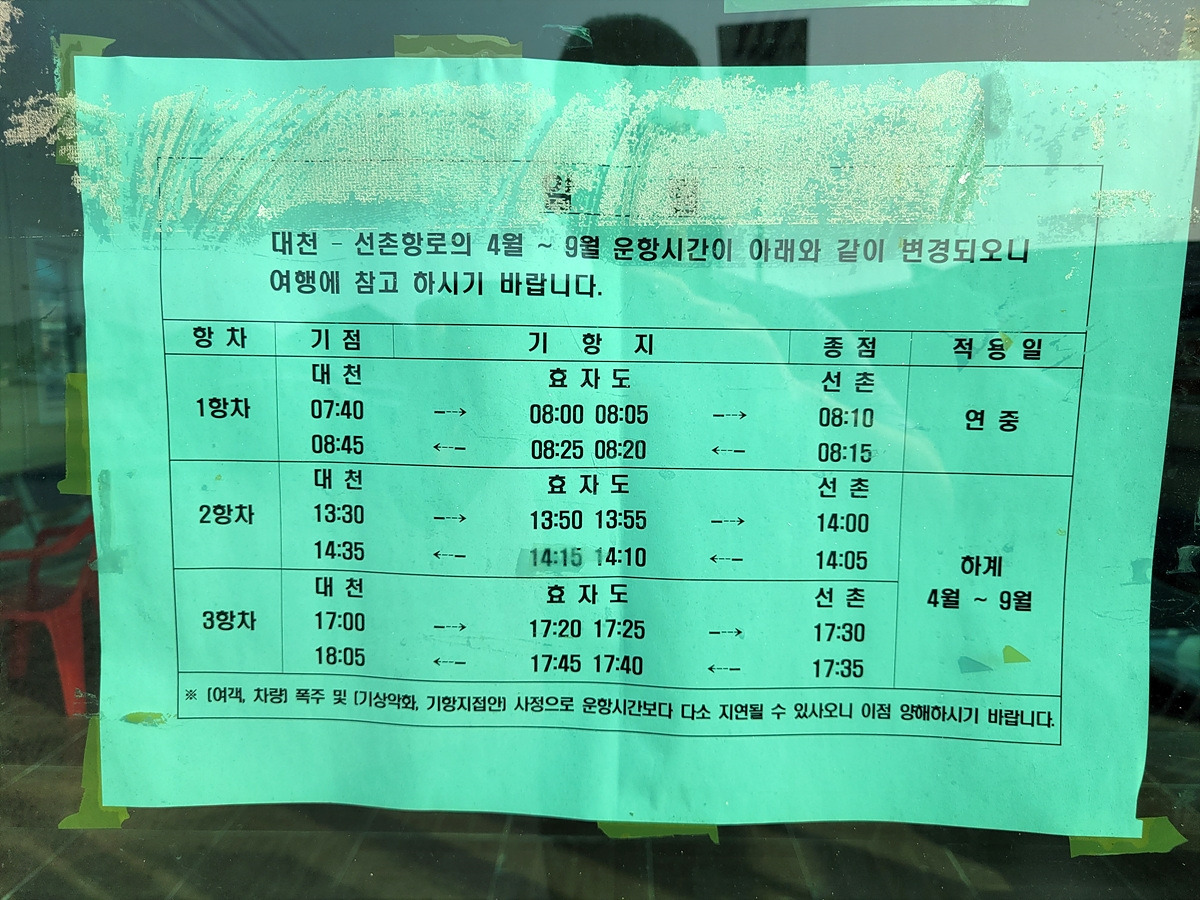 대천 - 선촌항로의 4월 ~ 9월 운항시간이 아래와 같이 변경되오니
여행에 참고 하시기 바랍니다.
항 차 기 점 기 항 지 종 점 적 용 일
대 천 효 자 도 선 촌
1항차 07:40 ---→ 08:00 08:05 ---→ 08:10 연 중
08:45 ←--- 08:25 08:20 ←--- 08:15
대 천 효 자 도 선 촌
2항차 13:30 ---→ 13:50 13:55 ---→ 14:00
14:35 ←--- 14:15 14:10 ←--- 14:05
하계
4월 ~ 9월
대 천 효 자 도 선 촌
3항차 17:00 ---→ 17:20 17:25 ---→ 17:30
18:05 ←--- 17:45 17:40 ←--- 17:35
※ (여객, 차량) 폭주 및 (기상악화, 기항지접안) 사정으로 운항시간보다 다소 지연될 수 있사오니 이점 양해하시기 바랍니다.